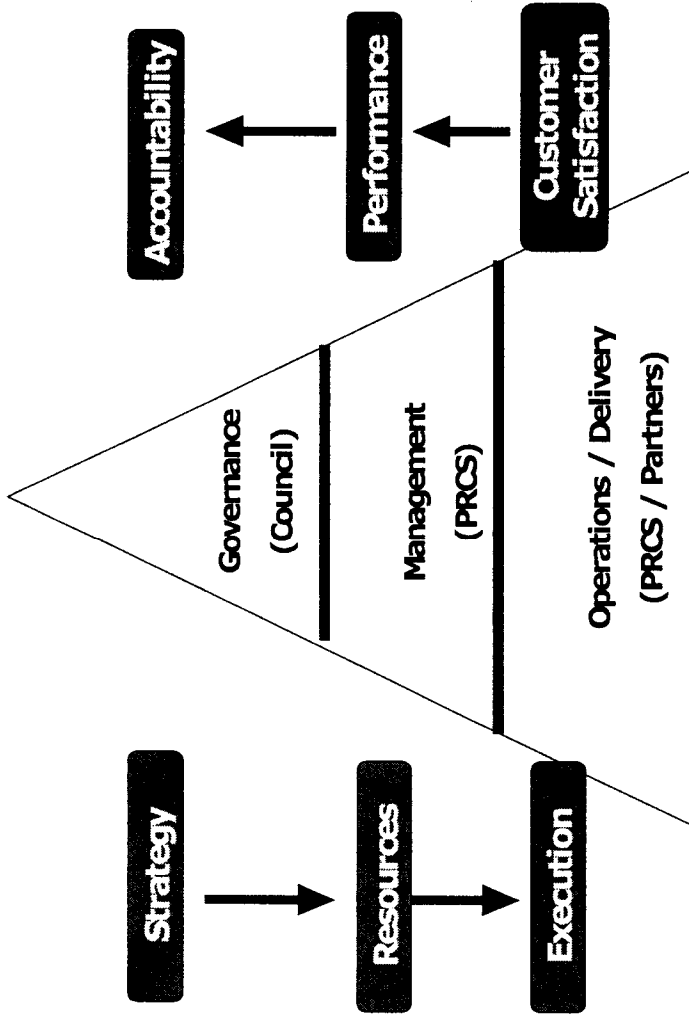 Strategy
Resources
Execution
Governance
(Council)
Management
(PRCS)
Operations / Delivery
(PRCS / Partners)
Accountability
Performance
Customer
Satisfaction